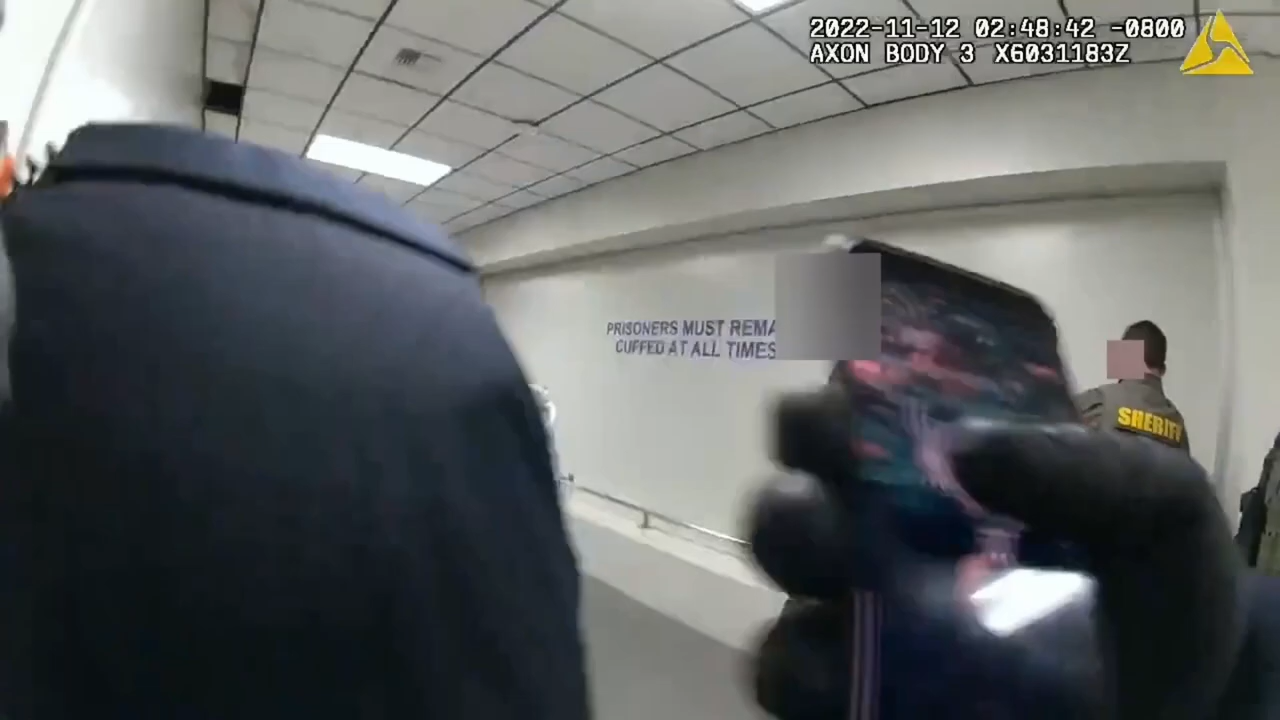 2022-11-12 02:48:42 -0800
AXON BODY 3 X6031183Z
PRISONERS MUST REMA
CUFFED AT ALL TIMES
SHERIFF